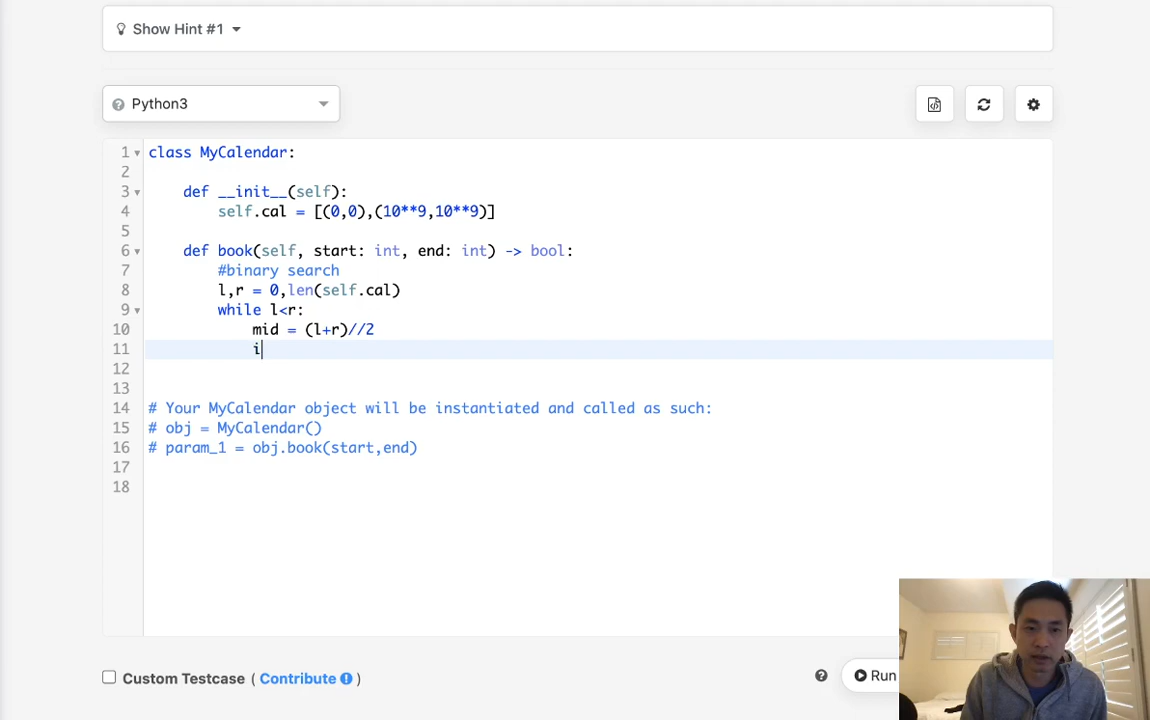 Show Hint #1
Python3
1 class MyCalendar:
2
3 def __init__(self):
4 self.cal = [(0,0),(10**9,10**9)]
5
6 def book(self, start: int, end: int) -> bool:
7 #binary search
8 l,r = 0,len(self.cal)
9 while l<r:
10 mid = (l+r)//2
11 i
12
13
14 # Your MyCalendar object will be instantiated and called as such:
15 # obj = MyCalendar()
16 # param_1 = obj.book(start,end)
17
18
Custom Testcase ( Contribute )
Run